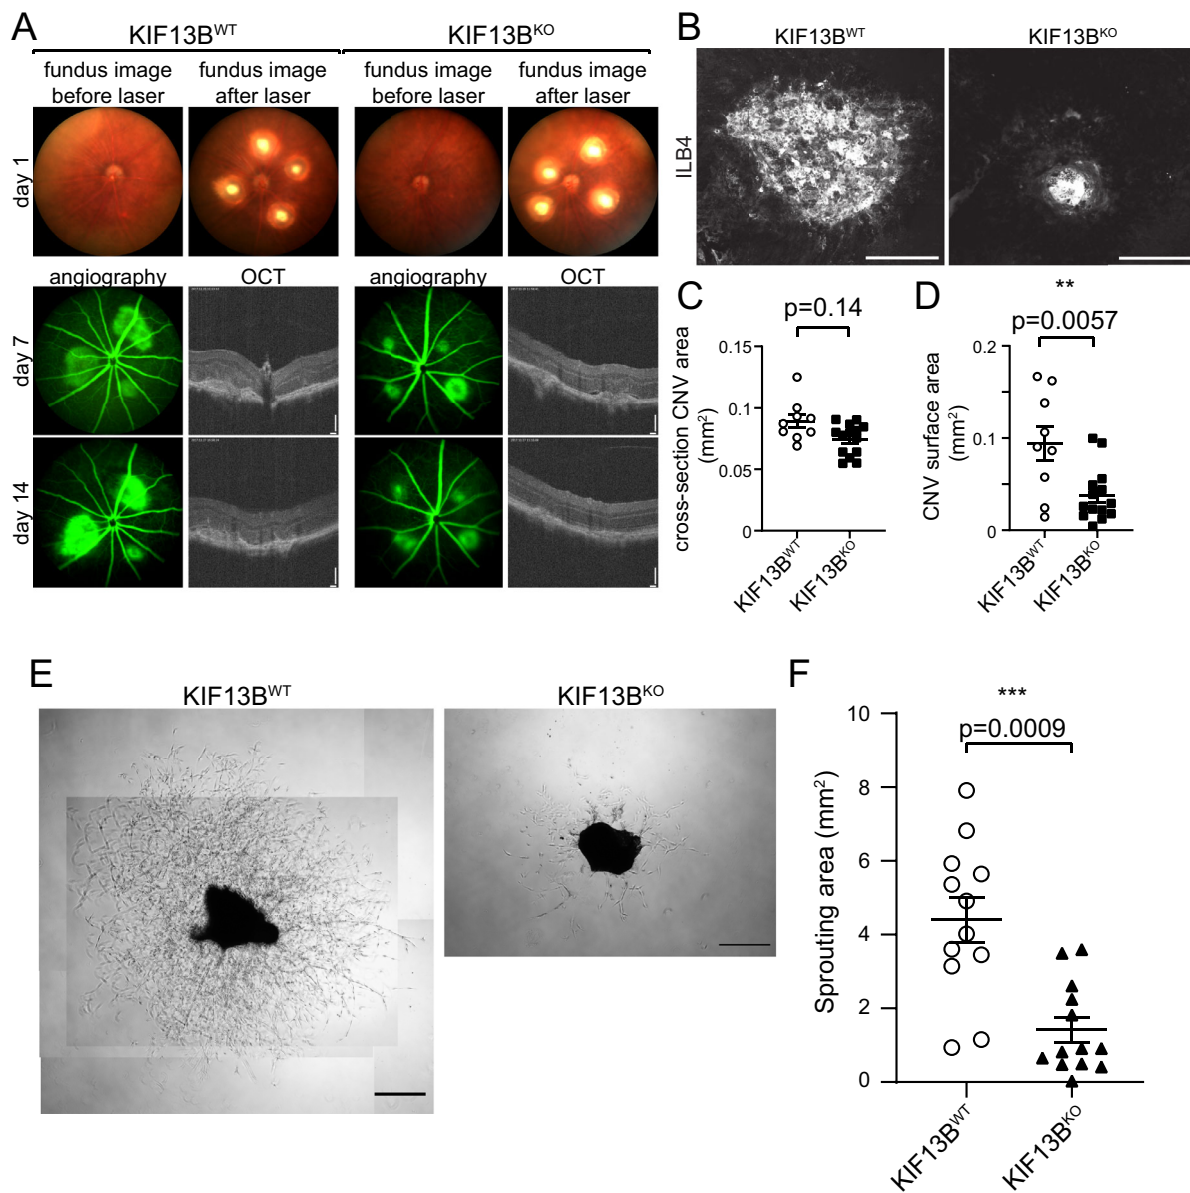 A
KIF13BWT
KIF13BKO
fundus image
before laser
fundus image
after laser
fundus image
before laser
fundus image
after laser
day 1
angiography
OCT
angiography
OCT
day 7
day 14
B
KIF13BWT
KIF13BKO
ILB4
C
p=0.14
cross-section CNV area
(mm2)
0.15
0.1
0.05
0
KIF13BWT
KIF13BKO
D
**
p=0.0057
CNV surface area
(mm2)
0.2
0.1
0
KIF13BWT
KIF13BKO
E
KIF13BWT
KIF13BKO
F
***
p=0.0009
Sprouting area (mm2)
10
8
6
4
2
0
KIF13BWT
KIF13BKO